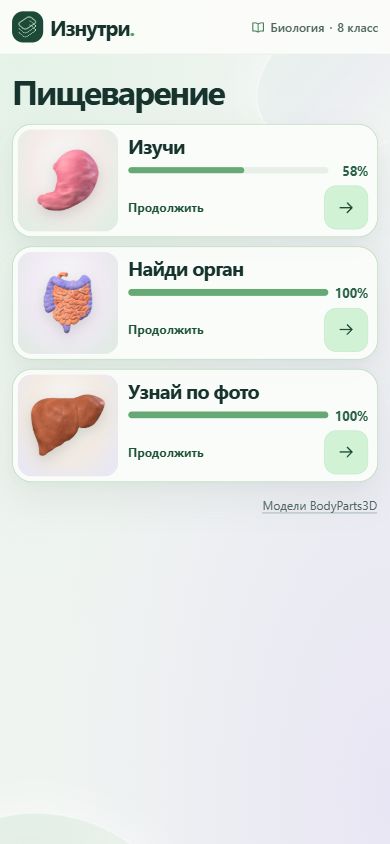 Изнутри.
Биология · 8 класс
Пищеварение
Изучи
58%
Продолжить
Найди орган
100%
Продолжить
Узнай по фото
100%
Продолжить
Модели BodyParts3D